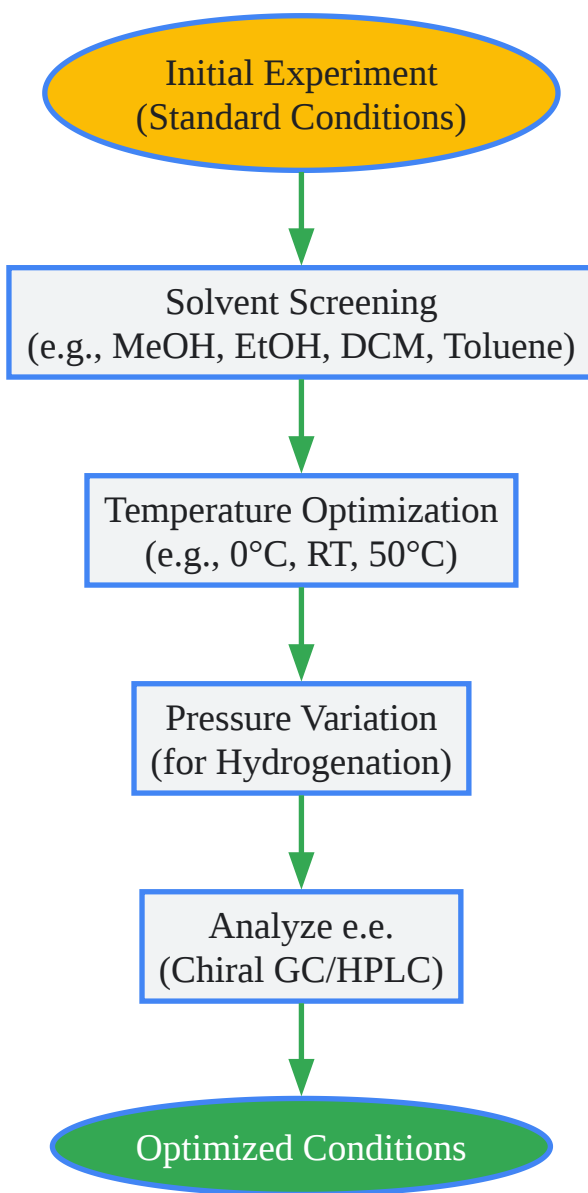 Initial Experiment
(Standard Conditions)
Solvent Screening
(e.g., MeOH, EtOH, DCM, Toluene)
Temperature Optimization
(e.g., 0°C, RT, 50°C)
Pressure Variation
(for Hydrogenation)
Analyze e.e.
(Chiral GC/HPLC)
Optimized Conditions